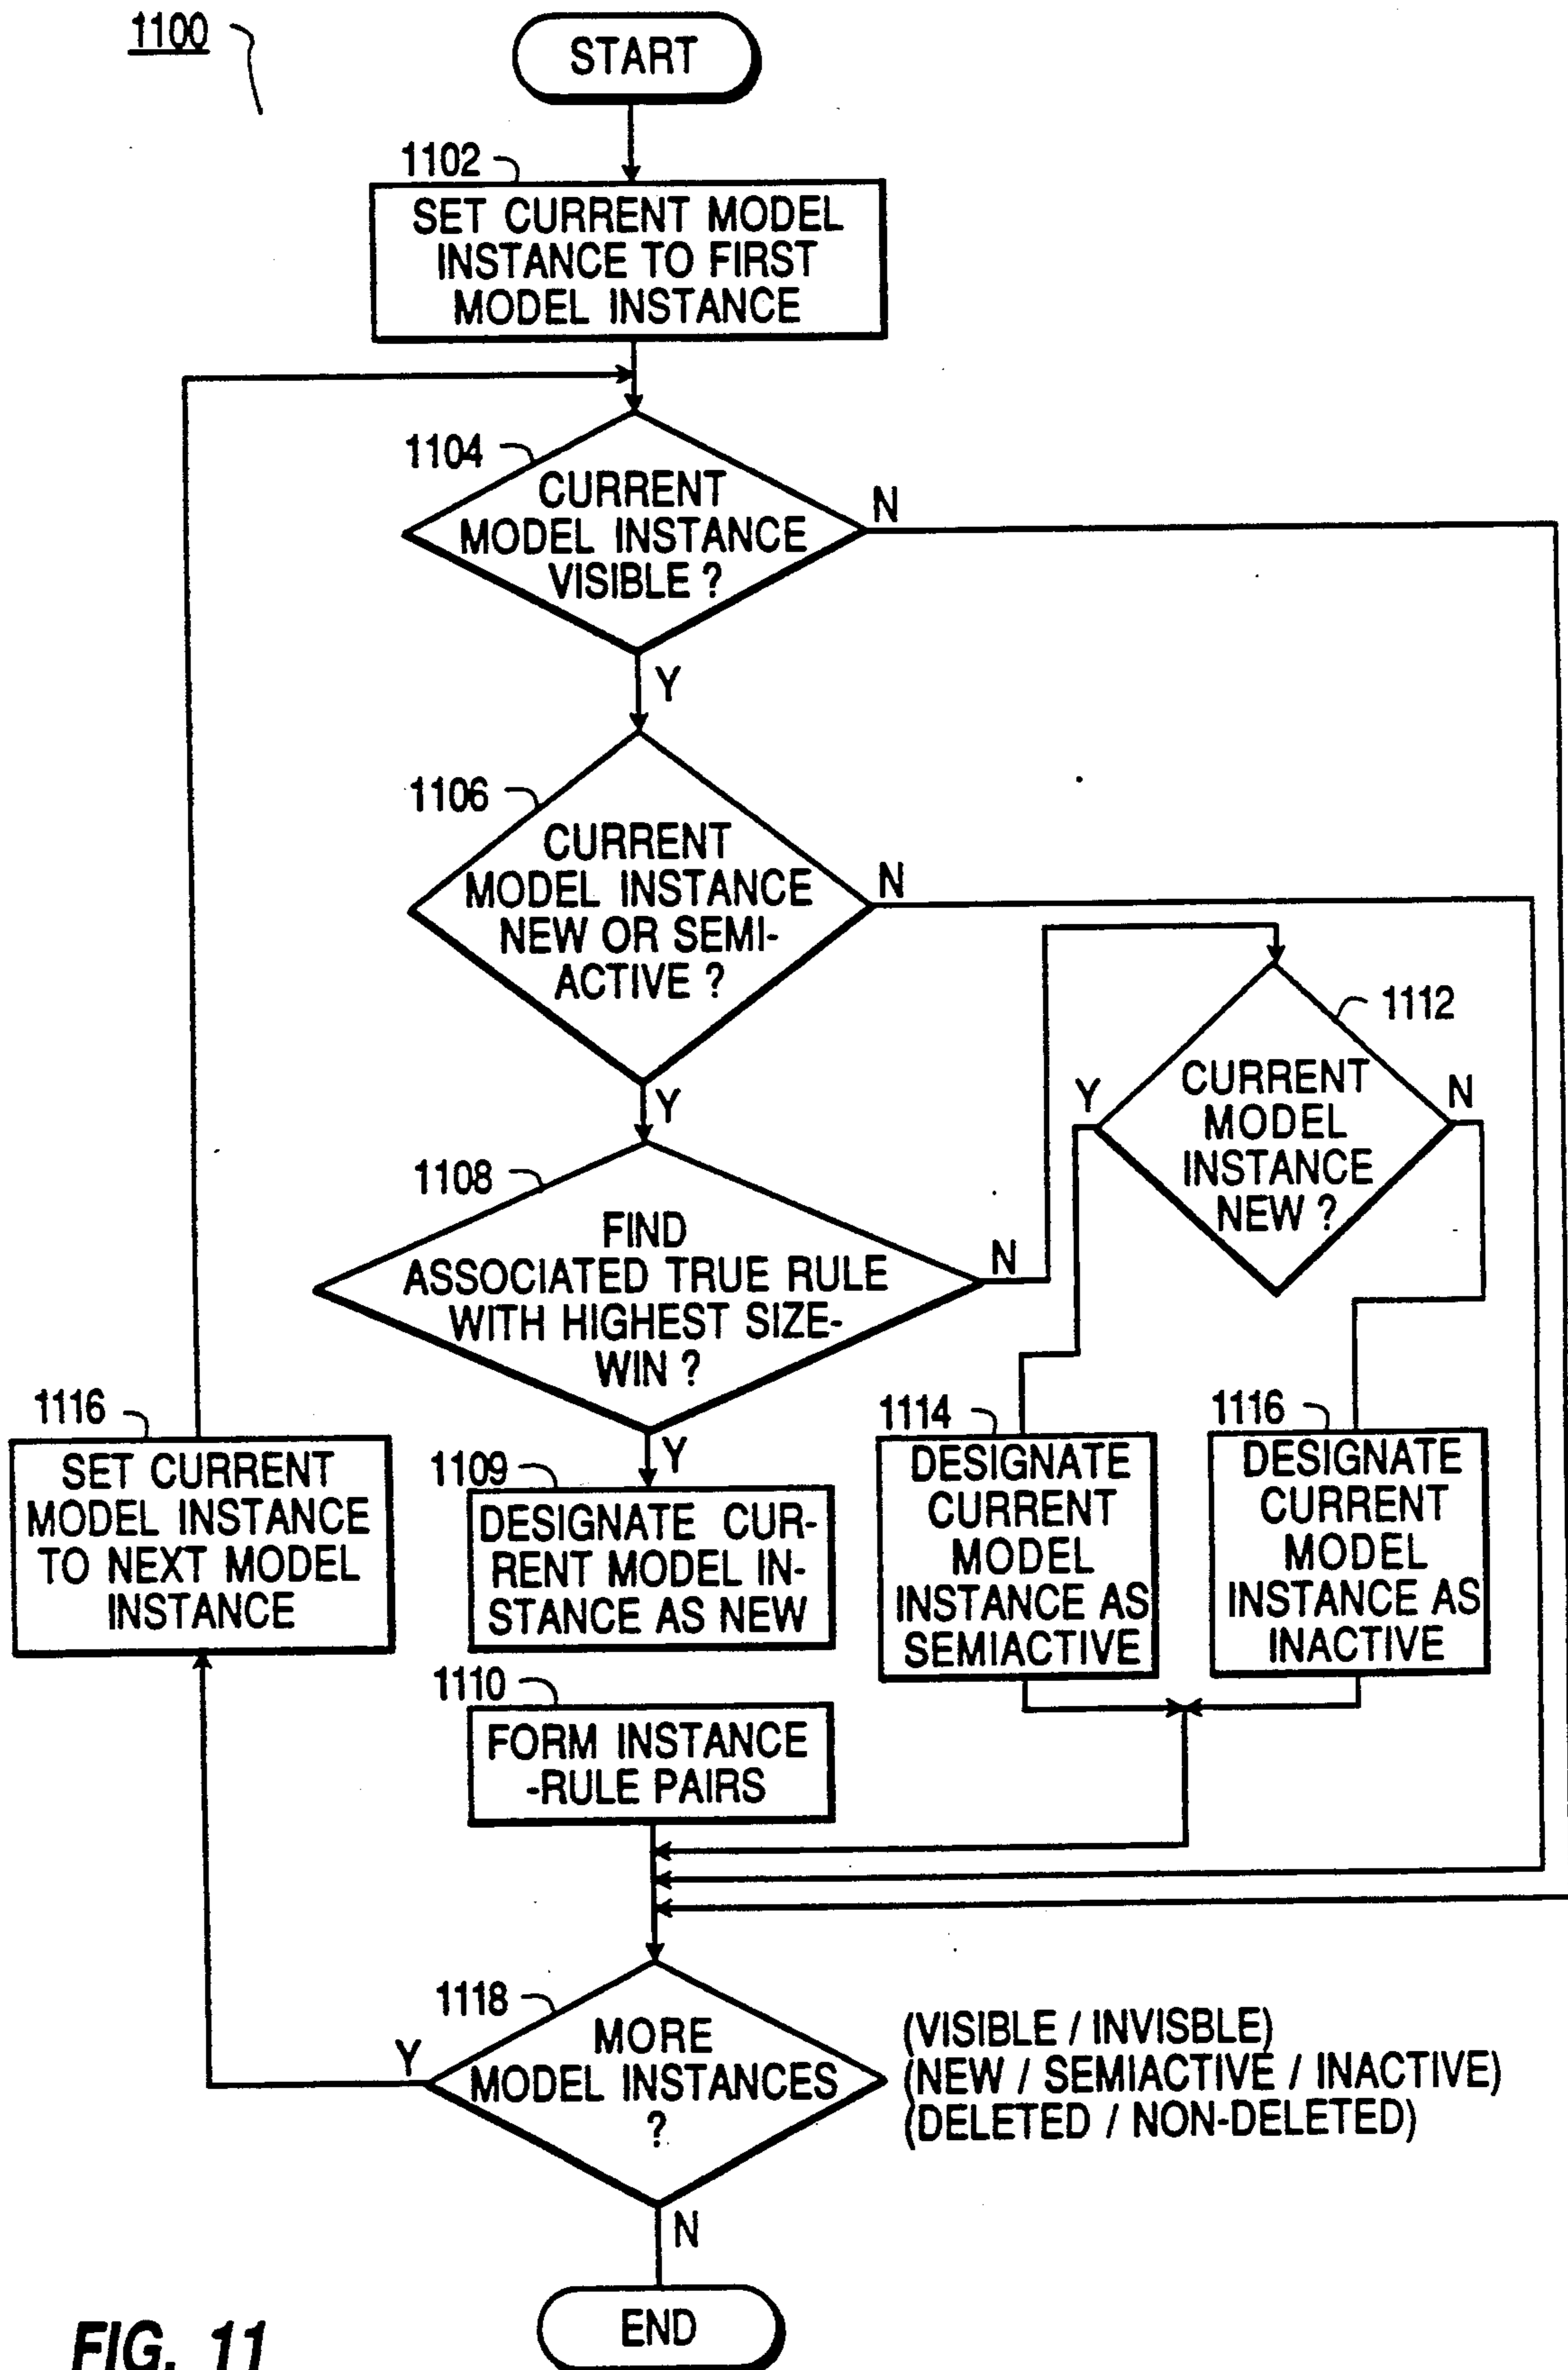 1100
START
1102
SET CURRENT MODEL
INSTANCE TO FIRST
MODEL INSTANCE
1104
CURRENT
MODEL INSTANCE
VISIBLE ?
N
Y
1106
CURRENT
MODEL INSTANCE
NEW OR SEMI-
ACTIVE ?
N
Y
1112
CURRENT
MODEL
INSTANCE
NEW ?
Y
N
1108
FIND
ASSOCIATED TRUE RULE
WITH HIGHEST SIZE-
WIN ?
N
Y
1116
SET CURRENT
MODEL INSTANCE
TO NEXT MODEL
INSTANCE
1109
DESIGNATE CUR-
RENT MODEL IN-
STANCE AS NEW
1114
DESIGNATE
CURRENT
MODEL
INSTANCE AS
SEMIACTIVE
1116
DESIGNATE
CURRENT
MODEL
INSTANCE AS
INACTIVE
1110
FORM INSTANCE
-RULE PAIRS
1118
MORE
MODEL INSTANCES
?
Y
N
(VISIBLE / INVISBLE)
(NEW / SEMIACTIVE / INACTIVE)
(DELETED / NON-DELETED)
END
FIG. 11